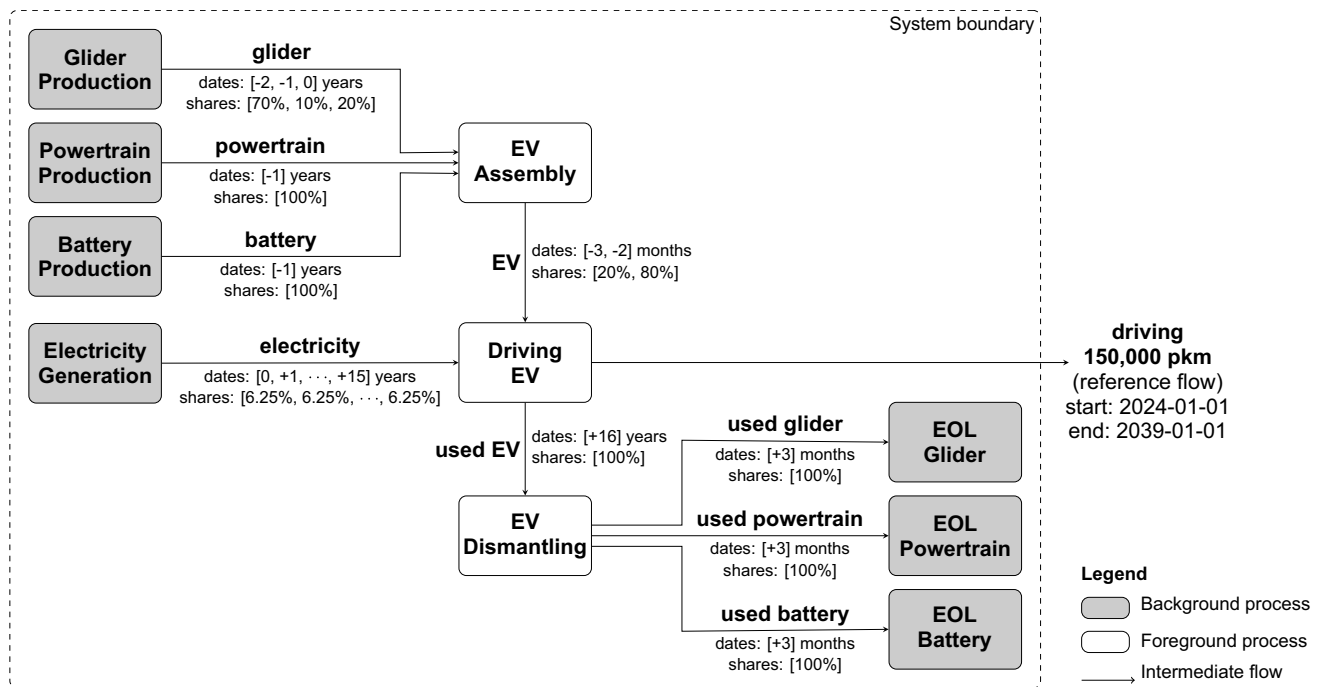 System boundary
Glider
Production
glider
dates: [-2, -1, 0] years
shares: [70%, 10%, 20%]
Powertrain
Production
powertrain
dates: [-1] years
shares: [100%]
EV
Assembly
Battery
Production
battery
dates: [-1] years
shares: [100%]
EV
dates: [-3, -2] months
shares: [20%, 80%]
Electricity
Generation
electricity
dates: [0, +1, ···, +15] years
shares: [6.25%, 6.25%, ···, 6.25%]
Driving
EV
driving
150,000 pkm
(reference flow)
start: 2024-01-01
end: 2039-01-01
used EV
dates: [+16] years
shares: [100%]
used glider
dates: [+3] months
shares: [100%]
EOL
Glider
EV
Dismantling
used powertrain
dates: [+3] months
shares: [100%]
EOL
Powertrain
used battery
dates: [+3] months
shares: [100%]
EOL
Battery
Legend
Background process
Foreground process
Intermediate flow